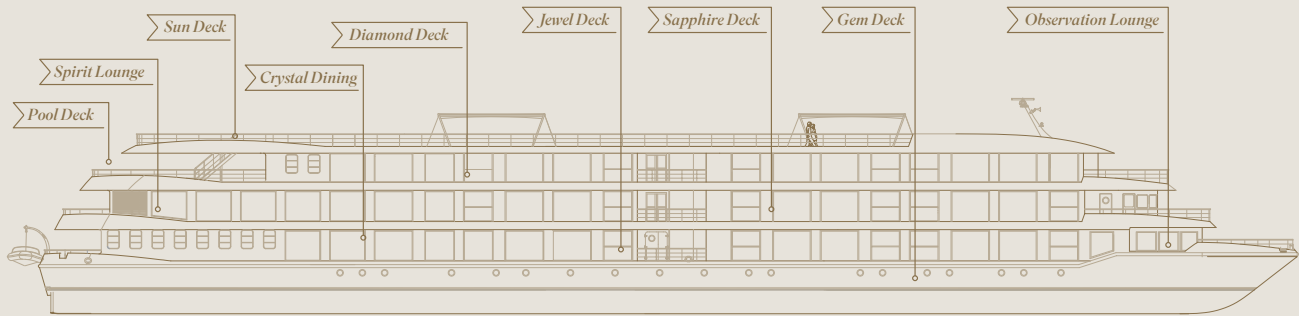 Sun Deck
Diamond Deck
Jewel Deck
Sapphire Deck
Gem Deck
Observation Lounge
Spirit Lounge
Crystal Dining
Pool Deck